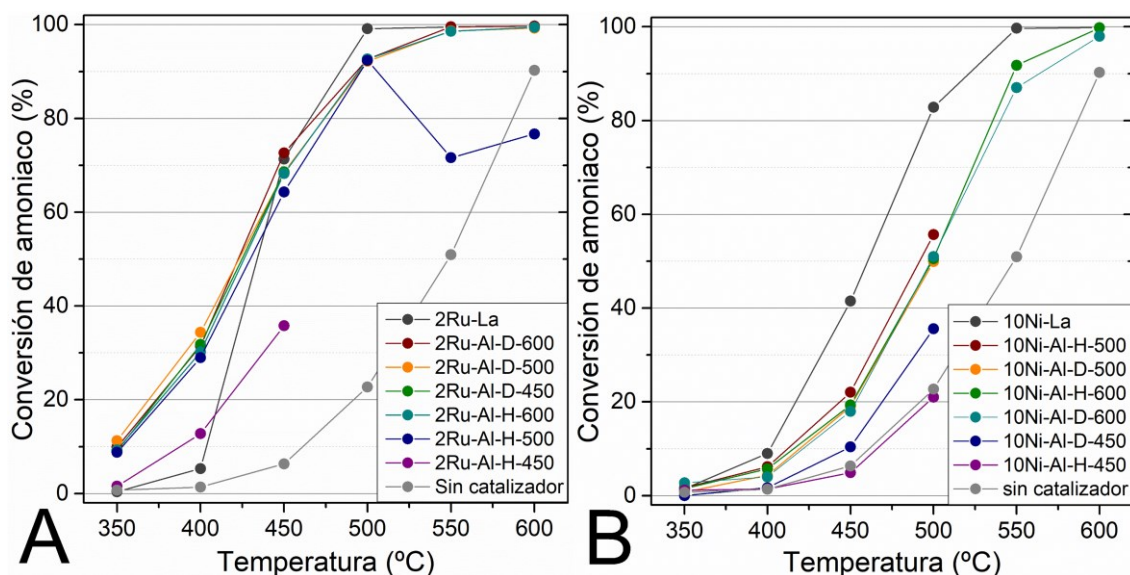 Conversión de amoniaco (%)
100
80
60
40
20
0
2Ru-La
2Ru-Al-D-600
2Ru-Al-D-500
2Ru-Al-D-450
2Ru-Al-H-600
2Ru-Al-H-500
2Ru-Al-H-450
Sin catalizador
350 400 450 500 550 600
Temperatura (ºC)
A
Conversión de amoniaco (%)
100
80
60
40
20
0
10Ni-La
10Ni-Al-H-500
10Ni-Al-D-500
10Ni-Al-H-600
10Ni-Al-D-600
10Ni-Al-D-450
10Ni-Al-H-450
sin catalizador
350 400 450 500 550 600
Temperatura (ºC)
B